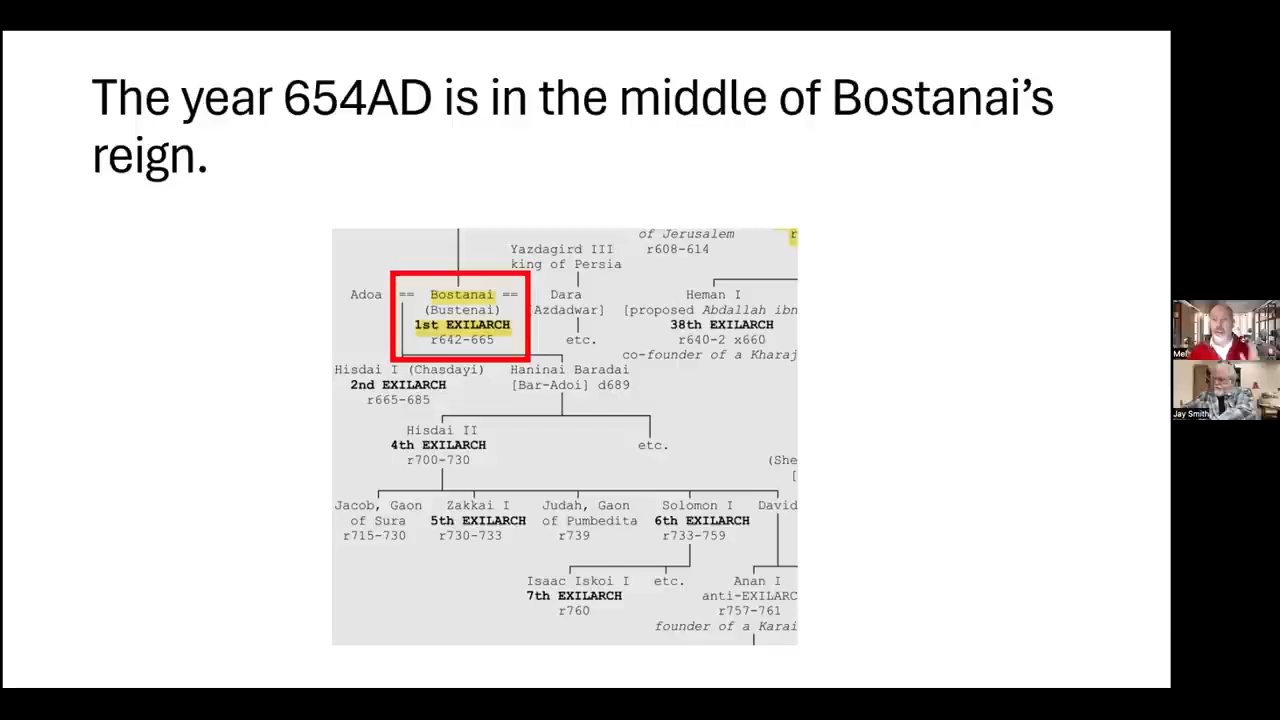 The year 654AD is in the middle of Bostanai's
reign.
of Jerusalem
r
Yazdagird III r608-614
king of Persia
Adoa == Bostanai == Dara Heman I
(Bustenai) [Azdadwar] [proposed Abdallah ibn
1st EXILARCH 38th EXILARCH
r642-665 etc. r640-2 x660
co-founder of a Kharaj
Hisdai I (Chasdayi) Haninai Baradai
2nd EXILARCH [Bar-Adoi] d689
r665-685
Hisdai II
4th EXILARCH etc.
r700-730 (She
[
Jacob, Gaon Zakkai I Judah, Gaon Solomon I David
of Sura 5th EXILARCH of Pumbedita 6th EXILARCH
r715-730 r730-733 r739 r733-759
Isaac Iskoi I etc. Anan I
7th EXILARCH anti-EXILARC
r760 r757-761
founder of a Karai
Mel
Jay Smith